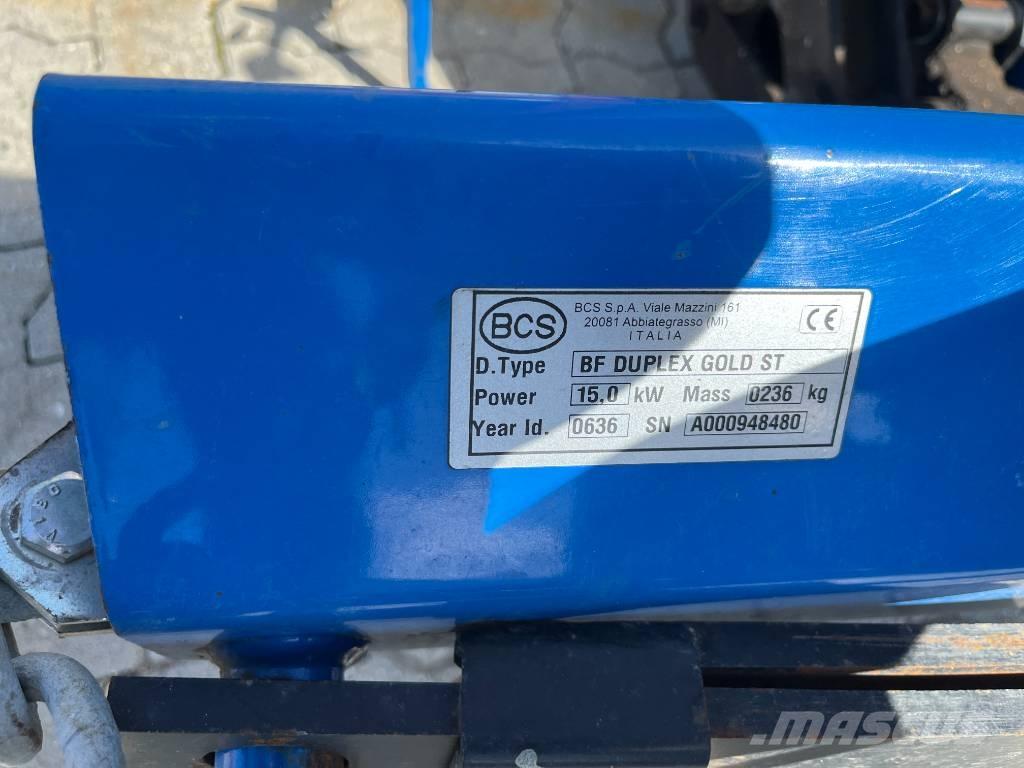 BCS
BCS S.p.A. Viale Mazzini 161
20081 Abbiategrasso (MI)
ITALIA
CE
D.Type BF DUPLEX GOLD ST
Power 15,0 kW Mass 0236 kg
Year Id. 0636 SN A000948480
MASCUS